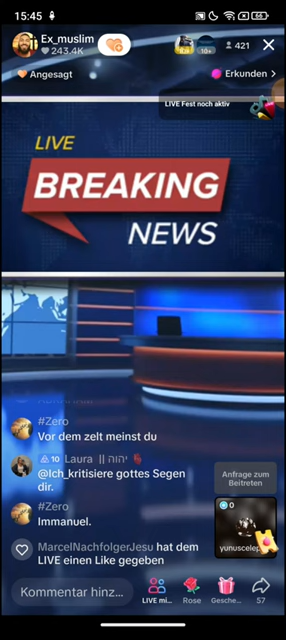 15:45
66
Ex_muslim
243.4K
10+
421
Angesagt
Erkunden >
LIVE Fest noch aktiv
LIVE
BREAKING
NEWS
#Zero
Vor dem zelt meinst du
10 Laura || יהוה
@Ich_kritisiere gottes Segen
dir.
#Zero
Immanuel.
Anfrage zum
Beitreten
0
yunuscelep
MarcelNachfolgerJesu hat dem
LIVE einen Like gegeben
Kommentar hinz...
LIVE mi...
Rose
Gesche...
57